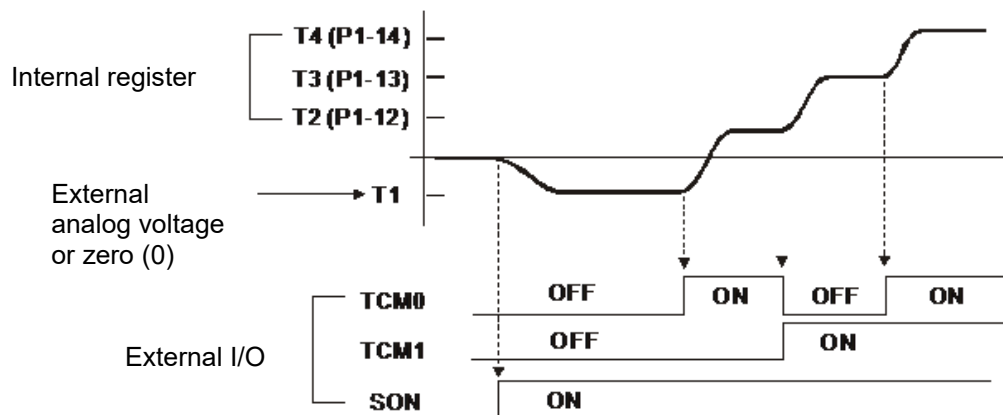 T4 (P1-14)
Internal register
T3 (P1-13)
T2 (P1-12)
External
analog voltage
or zero (0)
T1
TCM0
OFF
ON
OFF
ON
External I/O
TCM1
OFF
ON
SON
ON